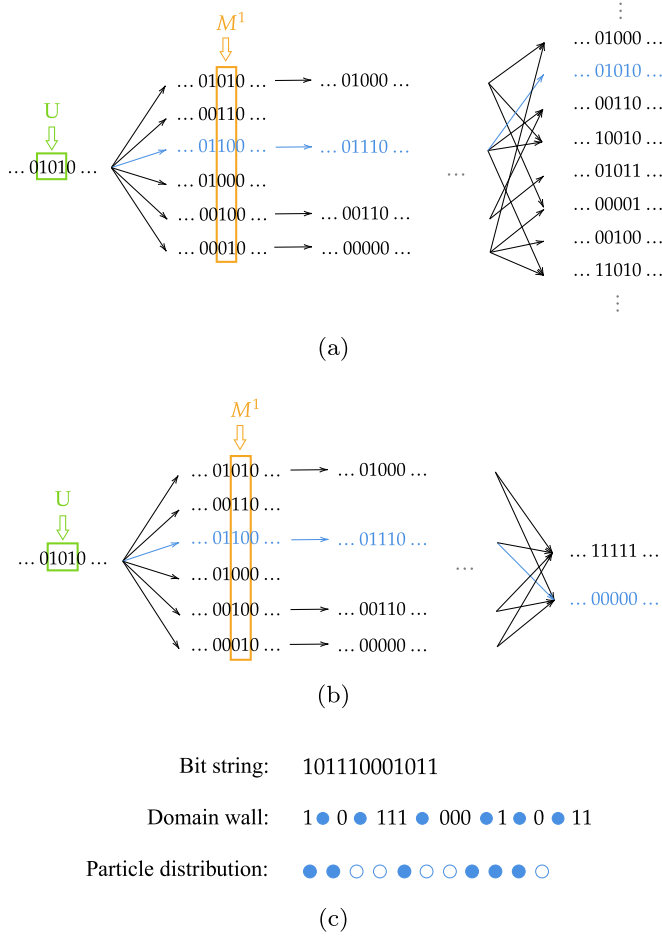 M¹
U
... 01010 ...
... 01010 ...
... 00110 ...
... 01100 ...
... 01000 ...
... 00100 ...
... 00010 ...
... 01000 ...
... 01110 ...
... 00110 ...
... 00000 ...
...
⋮
... 01000 ...
... 01010 ...
... 00110 ...
... 10010 ...
... 01011 ...
... 00001 ...
... 00100 ...
... 11010 ...
⋮
(a)
M¹
U
... 01010 ...
... 01010 ...
... 00110 ...
... 01100 ...
... 01000 ...
... 00100 ...
... 00010 ...
... 01000 ...
... 01110 ...
... 00110 ...
... 00000 ...
...
... 11111 ...
... 00000 ...
(b)
Bit string: 101110001011
Domain wall: 1 ● 0 ● 111 ● 000 ● 1 ● 0 ● 11
Particle distribution: ● ● ○ ○ ● ○ ○ ● ● ● ○
(c)